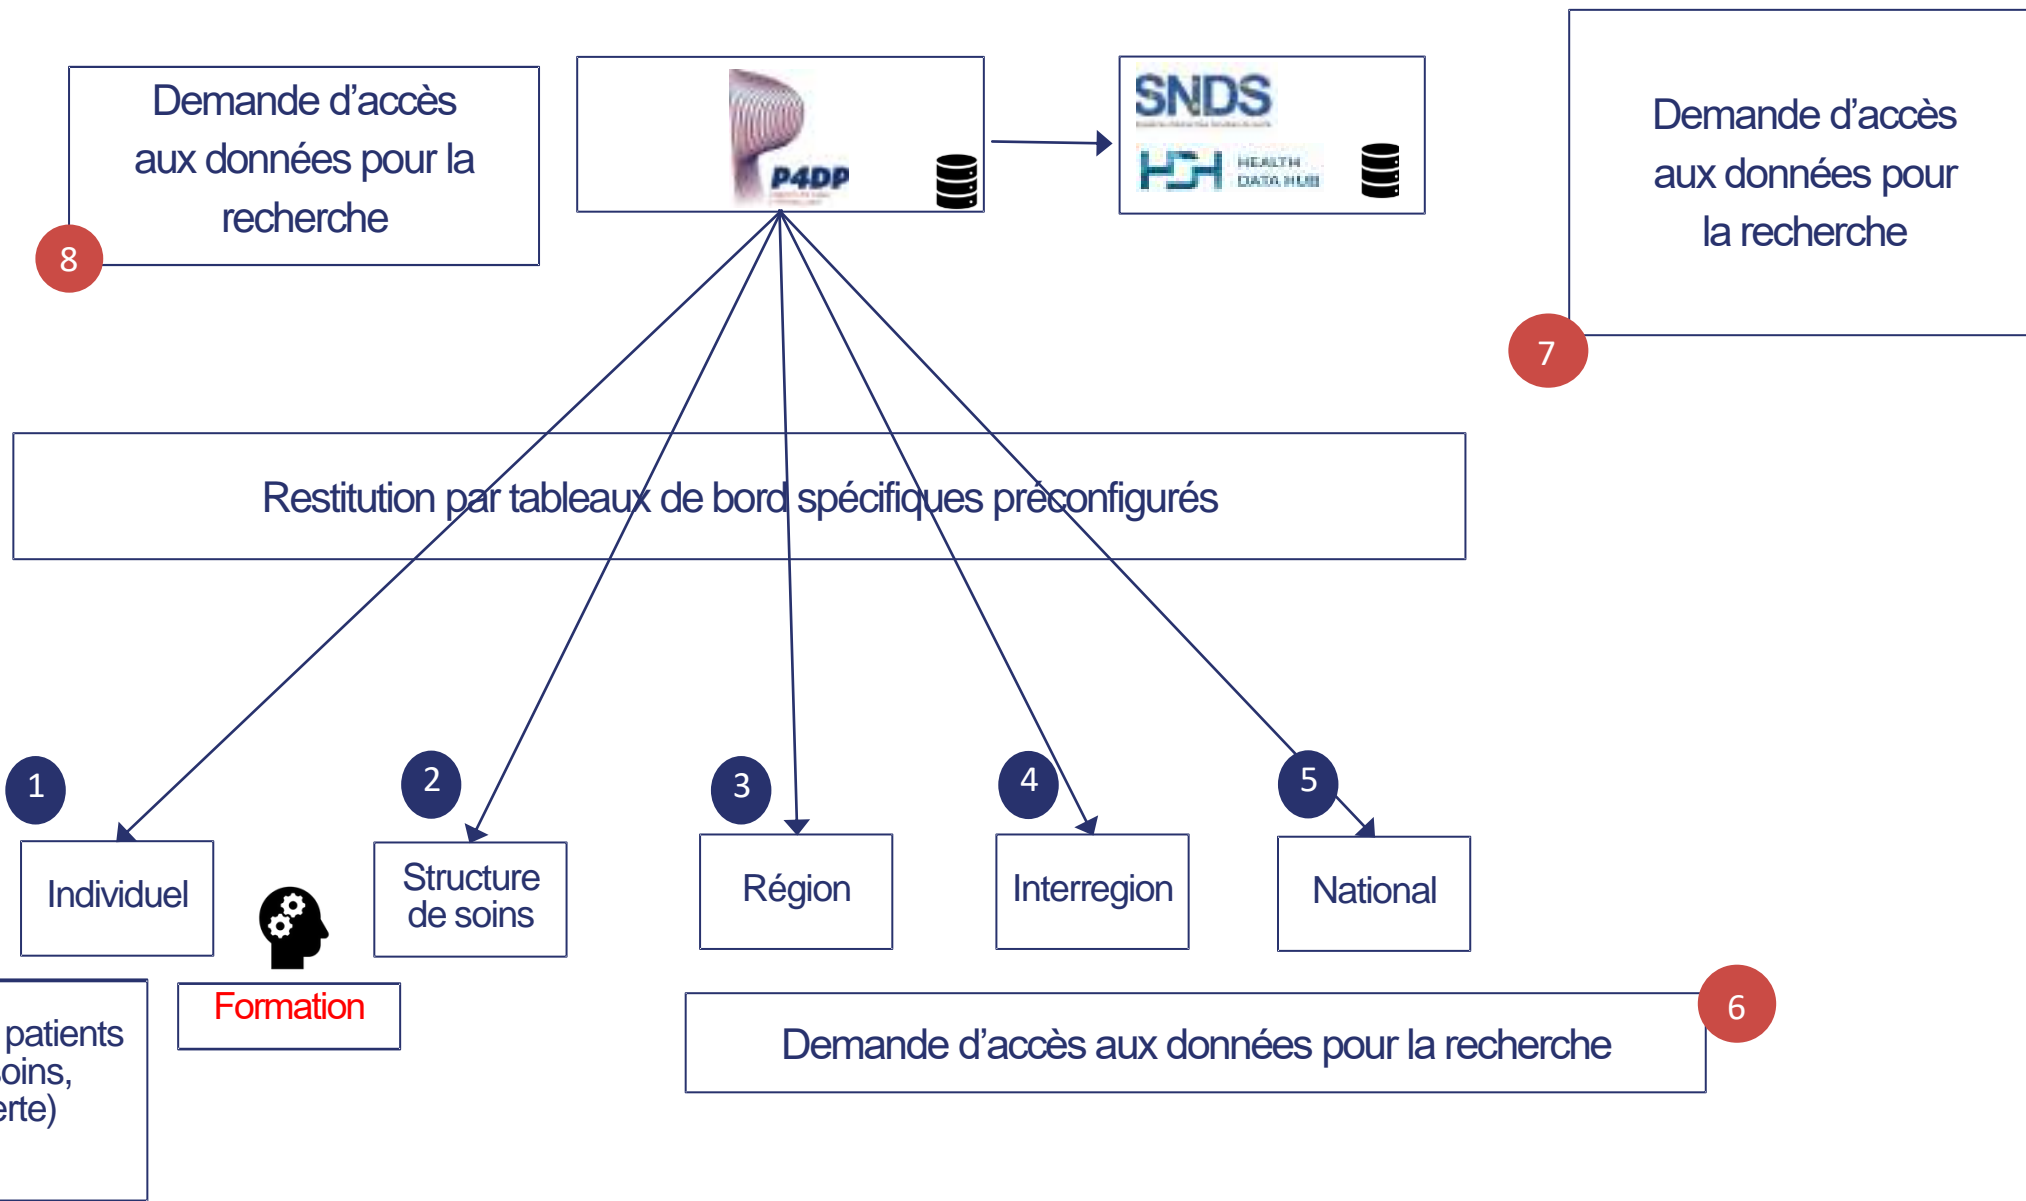 Demande d’accès
aux données pour la
recherche
8
P4DP
SNDS
HEALTH
DATA HUB
Demande d’accès
aux données pour
la recherche
7
Restitution par tableaux de bord spécifiques préconfigurés
1
2
3
4
5
Individuel
Structure
de soins
Région
Interregion
National
Formation
patients
soins,
erte)
Demande d’accès aux données pour la recherche
6